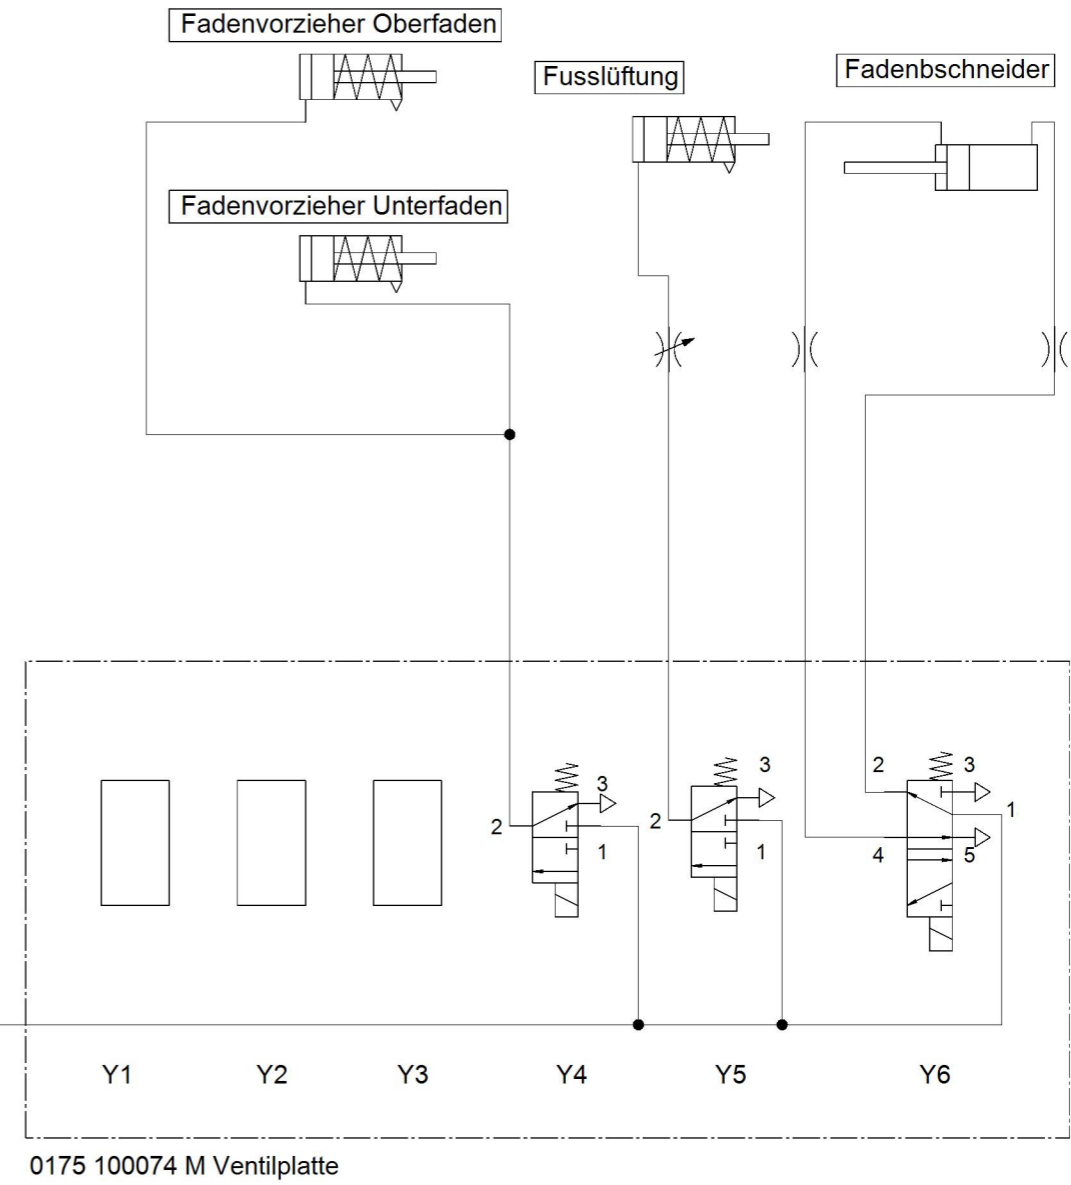 Fadenvorzieher Oberfaden
Fusslüftung
Fadenbschneider
Fadenvorzieher Unterfaden
2
3
1
2
3
1
2
3
1
4
5
Y1
Y2
Y3
Y4
Y5
Y6
0175 100074 M Ventilplatte